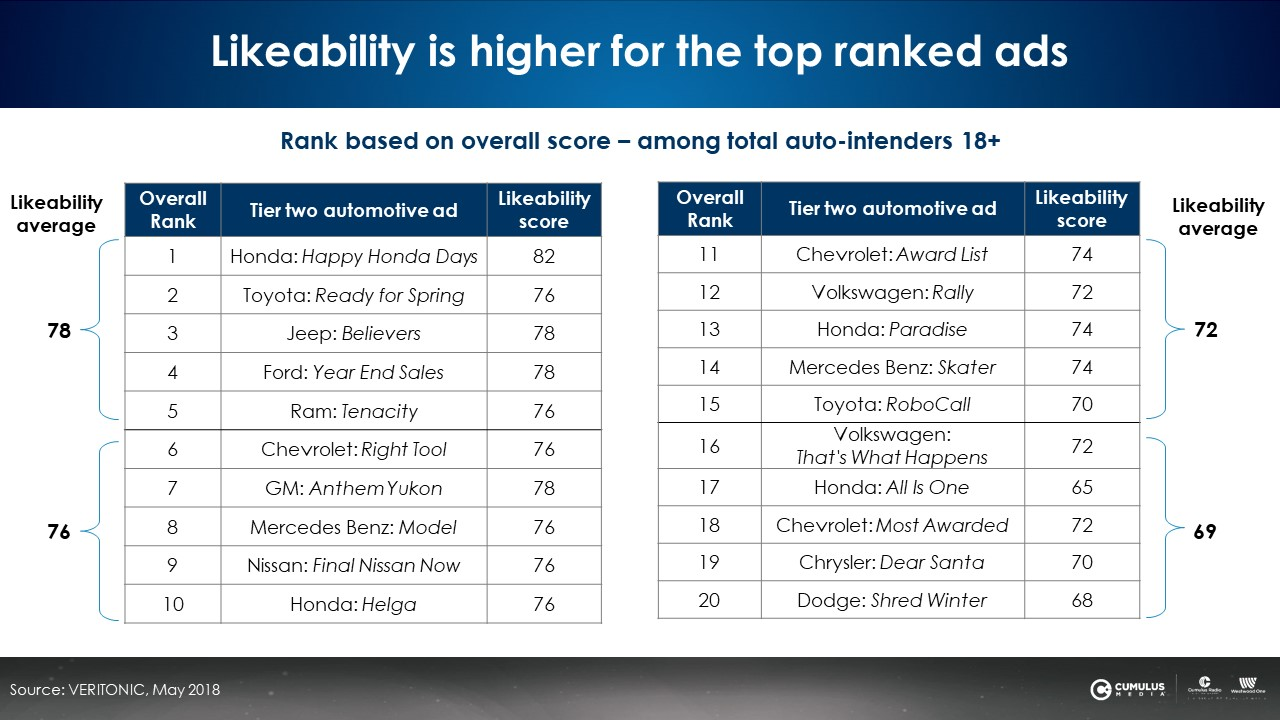 Likeability is higher for the top ranked ads
Rank based on overall score – among total auto-intenders 18+
Likeability
average
78
76
Overall Rank Tier two automotive ad Likeability score
1 Honda: Happy Honda Days 82
2 Toyota: Ready for Spring 76
3 Jeep: Believers 78
4 Ford: Year End Sales 78
5 Ram: Tenacity 76
6 Chevrolet: Right Tool 76
7 GM: Anthem Yukon 78
8 Mercedes Benz: Model 76
9 Nissan: Final Nissan Now 76
10 Honda: Helga 76
Overall Rank Tier two automotive ad Likeability score
11 Chevrolet: Award List 74
12 Volkswagen: Rally 72
13 Honda: Paradise 74
14 Mercedes Benz: Skater 74
15 Toyota: RoboCall 70
16 Volkswagen: That's What Happens 72
17 Honda: All Is One 65
18 Chevrolet: Most Awarded 72
19 Chrysler: Dear Santa 70
20 Dodge: Shred Winter 68
Likeability
average
72
69
Source: VERITONIC, May 2018
CUMULUS
MEDIA
Cumulus Radio
Westwood One